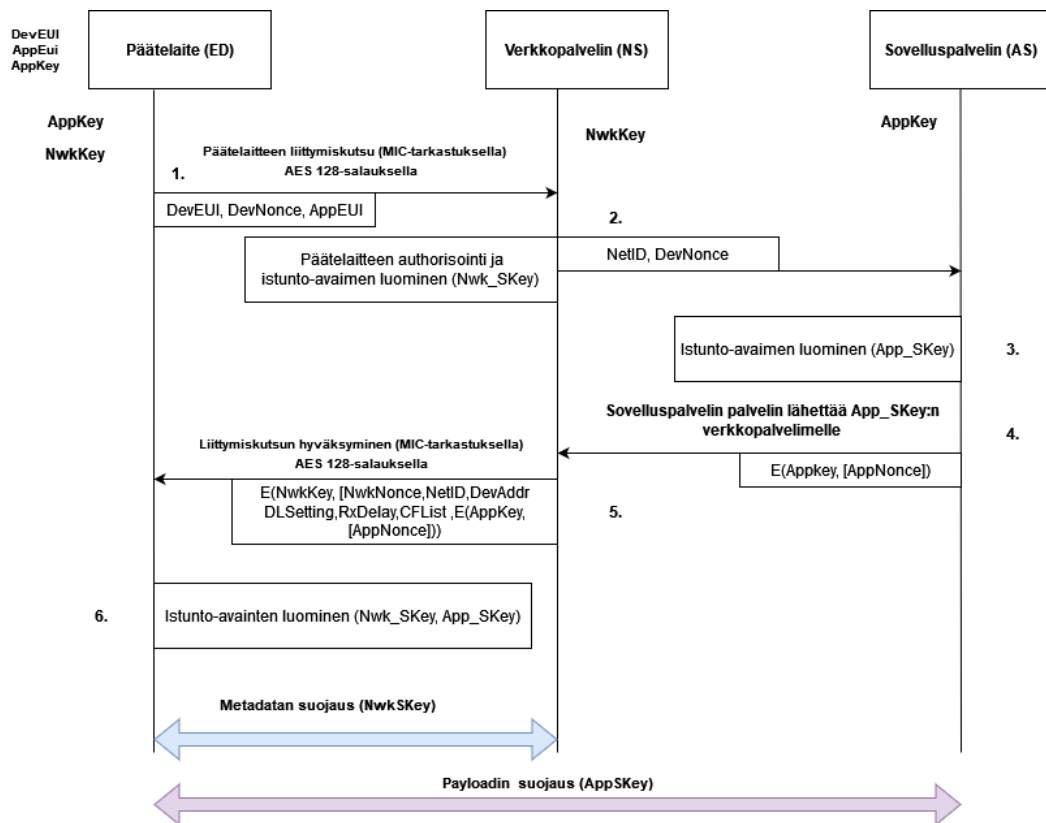 DevEUI
AppEui
AppKey
Päätelaite (ED)
Verkkopalvelin (NS)
Sovelluspalvelin (AS)
AppKey
NwkKey
NwkKey
AppKey
Päätelaitteen liittymiskutsu (MIC-tarkastuksella)
AES 128-salauksella
1.
DevEUI, DevNonce, AppEUI
2.
NetID, DevNonce
Päätelaitteen authorisointi ja
istunto-avaimen luominen (Nwk_SKey)
Istunto-avaimen luominen (App_SKey)
3.
Sovelluspalvelin palvelin lähettää App_SKey:n
verkkopalvelimelle
4.
E(Appkey, [AppNonce])
Liittymiskutsun hyväksyminen (MIC-tarkastuksella)
AES 128-salauksella
E(NwkKey, [NwkNonce,NetID,DevAddr
DLSetting,RxDelay,CFList ,E(AppKey,
[AppNonce]))
5.
6.
Istunto-avainten luominen (Nwk_SKey, App_SKey)
Metadatan suojaus (NwkSKey)
Payloadin suojaus (AppSKey)